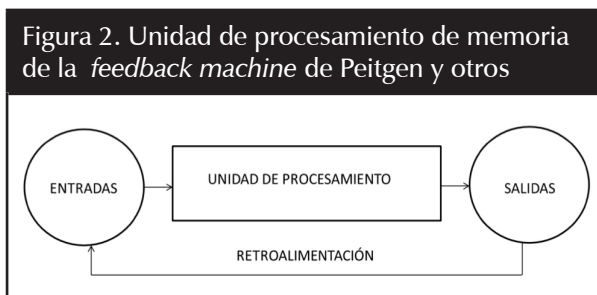 Figura 2. Unidad de procesamiento de memoria
de la feedback machine de Peitgen y otros
ENTRADAS
UNIDAD DE PROCESAMIENTO
SALIDAS
RETROALIMENTACIÓN